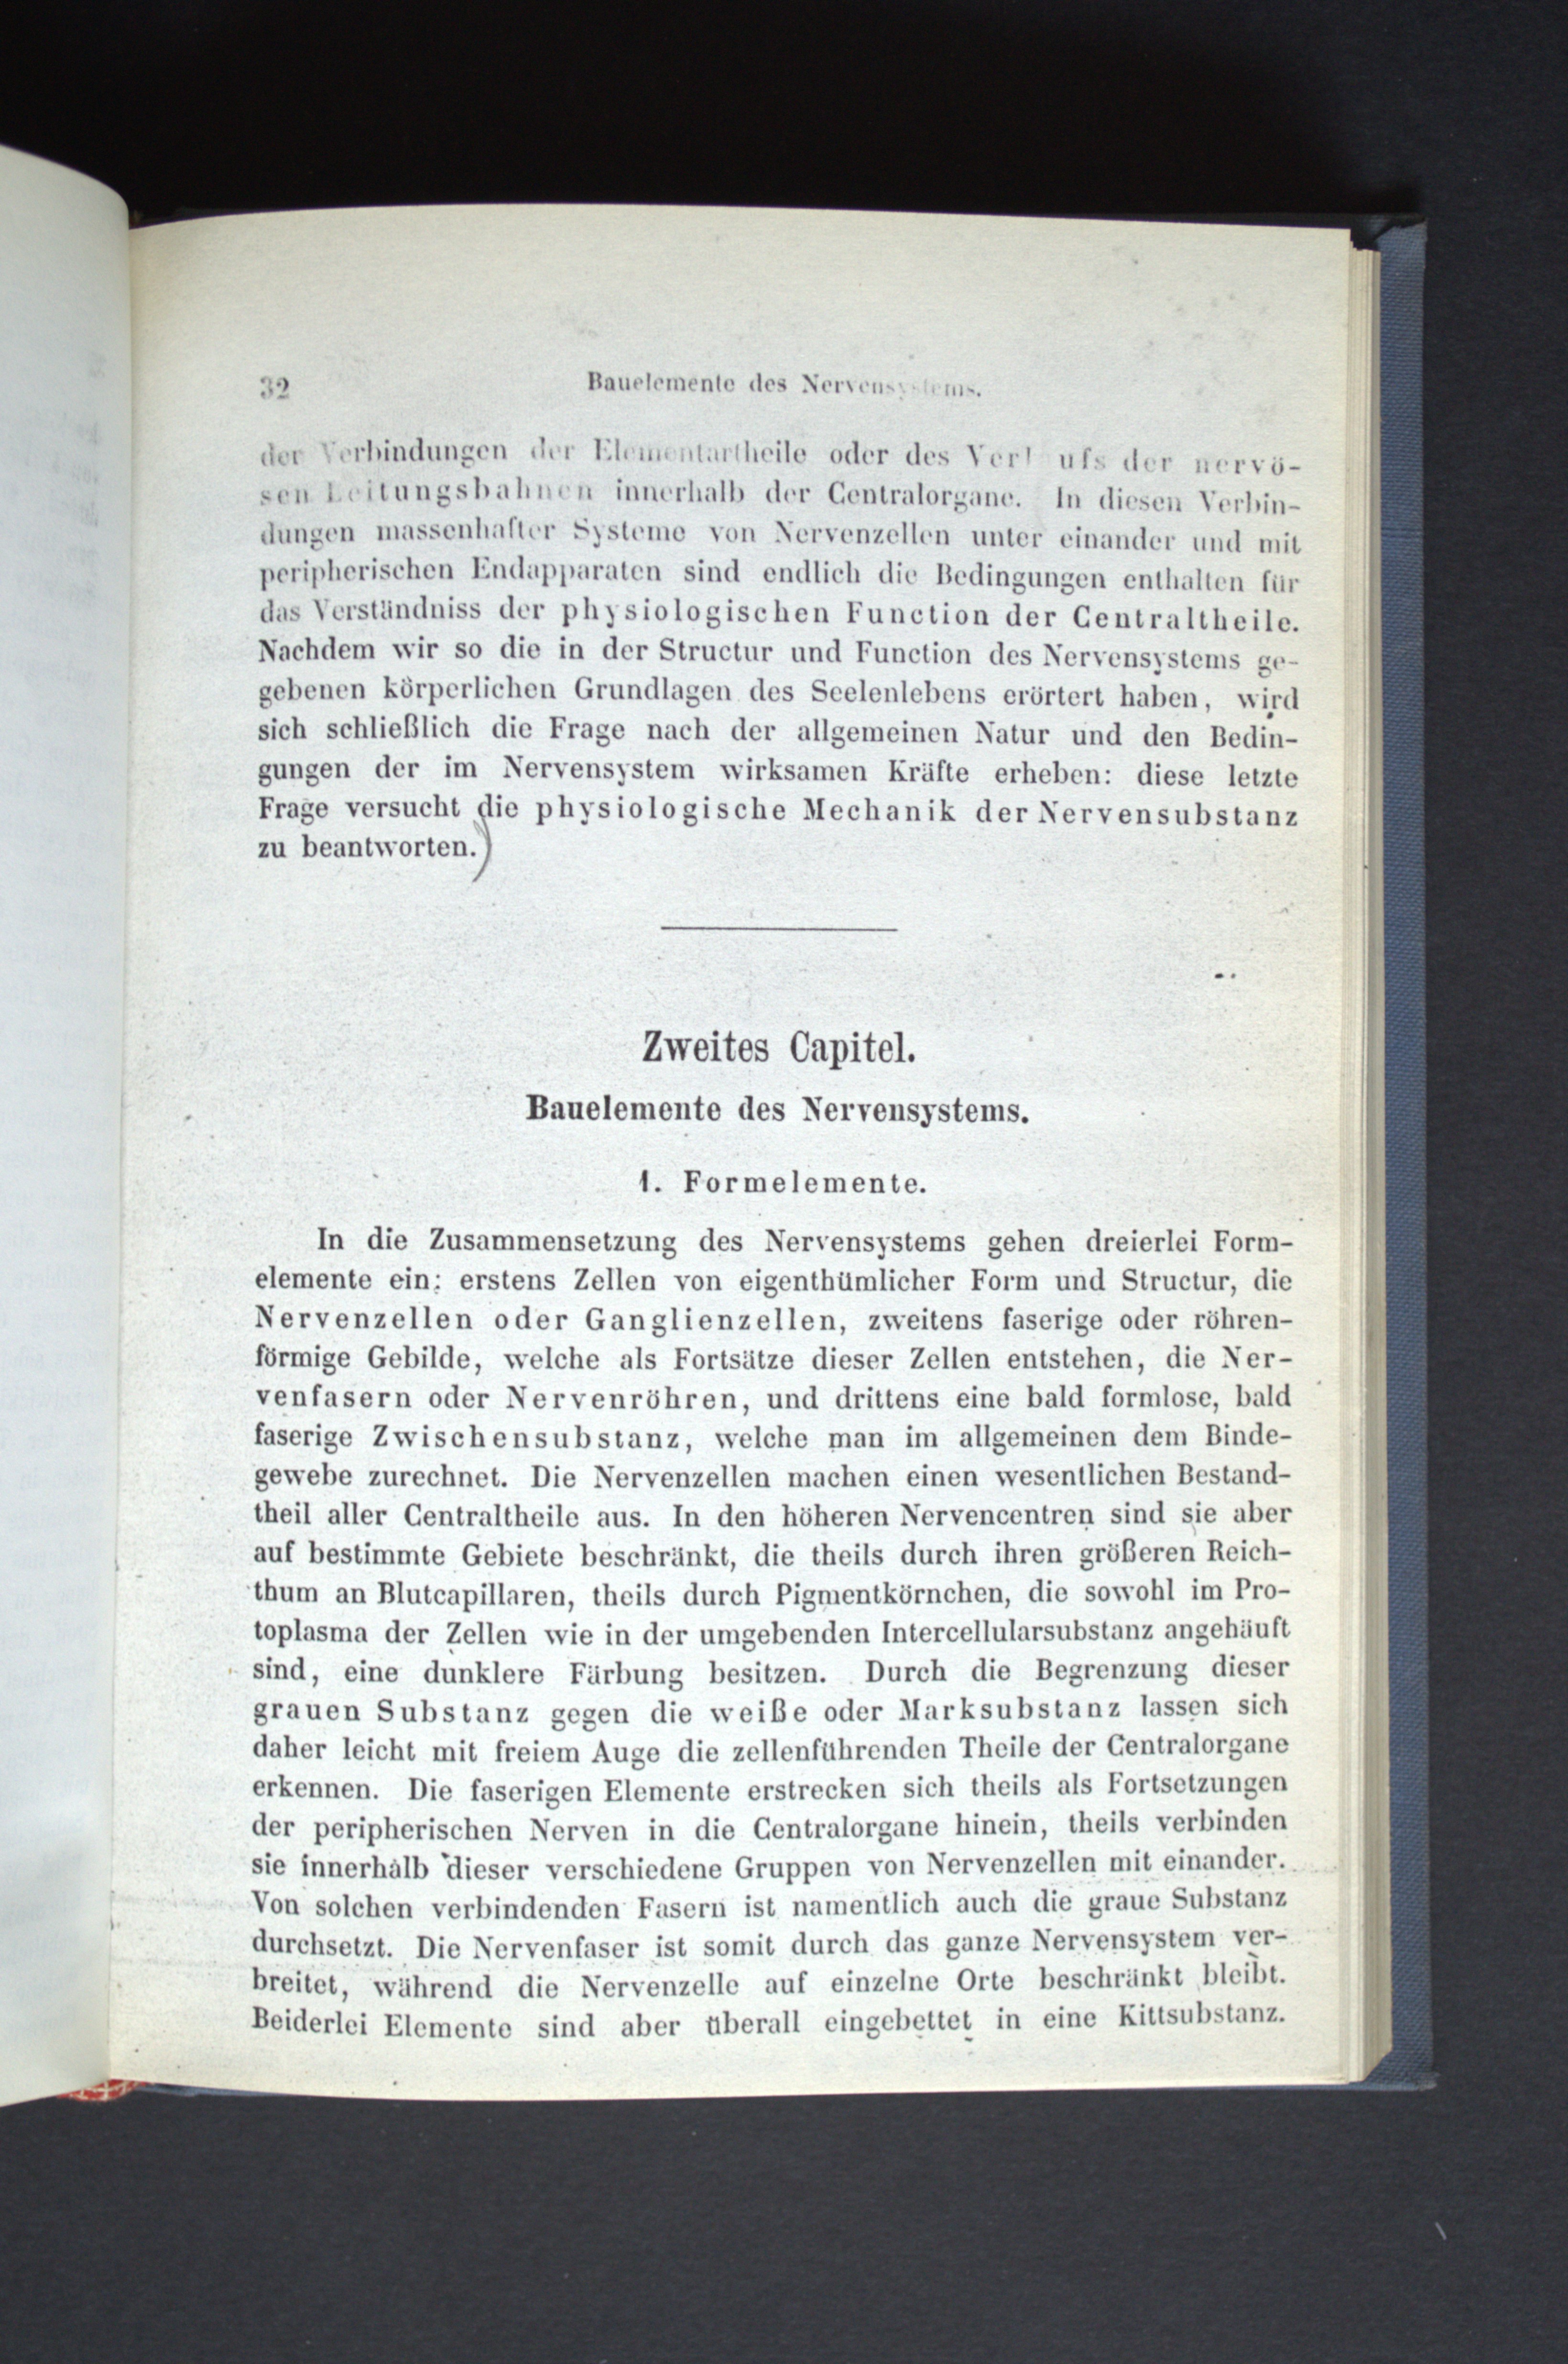 32 Bauelemente des Nervensystems.
der Verbindungen der Elementartheile oder des Verlaufs der nervö-
sen Leitungsbahnen innerhalb der Centralorgane. In diesen Verbin-
dungen massenhafter Systeme von Nervenzellen unter einander und mit
peripherischen Endapparaten sind endlich die Bedingungen enthalten für
das Verständniss der physiologischen Function der Centraltheile.
Nachdem wir so die in der Structur und Function des Nervensystems ge-
gebenen körperlichen Grundlagen des Seelenlebens erörtert haben, wird
sich schließlich die Frage nach der allgemeinen Natur und den Bedin-
gungen der im Nervensystem wirksamen Kräfte erheben: diese letzte
Frage versucht die physiologische Mechanik der Nervensubstanz
zu beantworten.)
Zweites Capitel.
Bauelemente des Nervensystems.
1. Formelemente.
In die Zusammensetzung des Nervensystems gehen dreierlei Form-
elemente ein: erstens Zellen von eigenthümlicher Form und Structur, die
Nervenzellen oder Ganglienzellen, zweitens faserige oder röhren-
förmige Gebilde, welche als Fortsätze dieser Zellen entstehen, die Ner-
venfasern oder Nervenröhren, und drittens eine bald formlose, bald
faserige Zwischensubstanz, welche man im allgemeinen dem Binde-
gewebe zurechnet. Die Nervenzellen machen einen wesentlichen Bestand-
theil aller Centraltheile aus. In den höheren Nervencentren sind sie aber
auf bestimmte Gebiete beschränkt, die theils durch ihren größeren Reich-
thum an Blutcapillaren, theils durch Pigmentkörnchen, die sowohl im Pro-
toplasma der Zellen wie in der umgebenden Intercellularsubstanz angehäuft
sind, eine dunklere Färbung besitzen. Durch die Begrenzung dieser
grauen Substanz gegen die weiße oder Marksubstanz lassen sich
daher leicht mit freiem Auge die zellenführenden Theile der Centralorgane
erkennen. Die faserigen Elemente erstrecken sich theils als Fortsetzungen
der peripherischen Nerven in die Centralorgane hinein, theils verbinden
sie innerhalb dieser verschiedene Gruppen von Nervenzellen mit einander.
Von solchen verbindenden Fasern ist namentlich auch die graue Substanz
durchsetzt. Die Nervenfaser ist somit durch das ganze Nervensystem ver-
breitet, während die Nervenzelle auf einzelne Orte beschränkt bleibt.
Beiderlei Elemente sind aber überall eingebettet in eine Kittsubstanz.